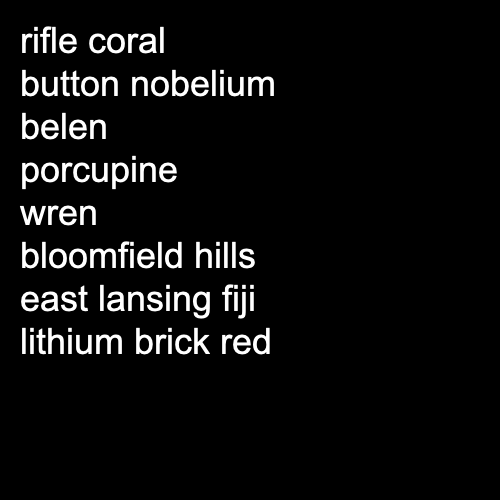 rifle coral
button nobelium
belen
porcupine
wren
bloomfield hills
east lansing fiji
lithium brick red